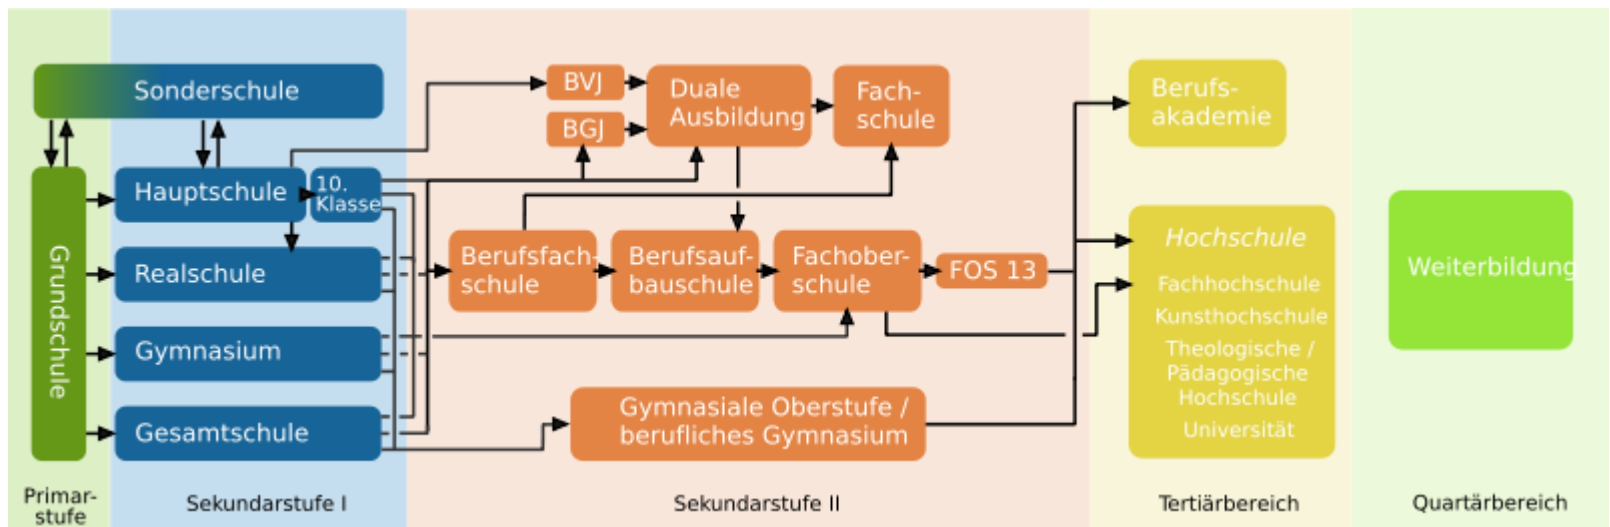 Sonderschule
Grundschule
Hauptschule
10.
Klasse
Realschule
Gymnasium
Gesamtschule
BVJ
BGJ
Duale
Ausbildung
Fach-
schule
Berufsfach-
schule
Berufsauf-
bauschule
Fachober-
schule
FOS 13
Gymnasiale Oberstufe /
berufliches Gymnasium
Berufs-
akademie
Hochschule
Fachhochschule
Kunsthochschule
Theologische /
Pädagogische
Hochschule
Universität
Weiterbildung
Primar-
stufe
Sekundarstufe I
Sekundarstufe II
Tertiärbereich
Quartärbereich